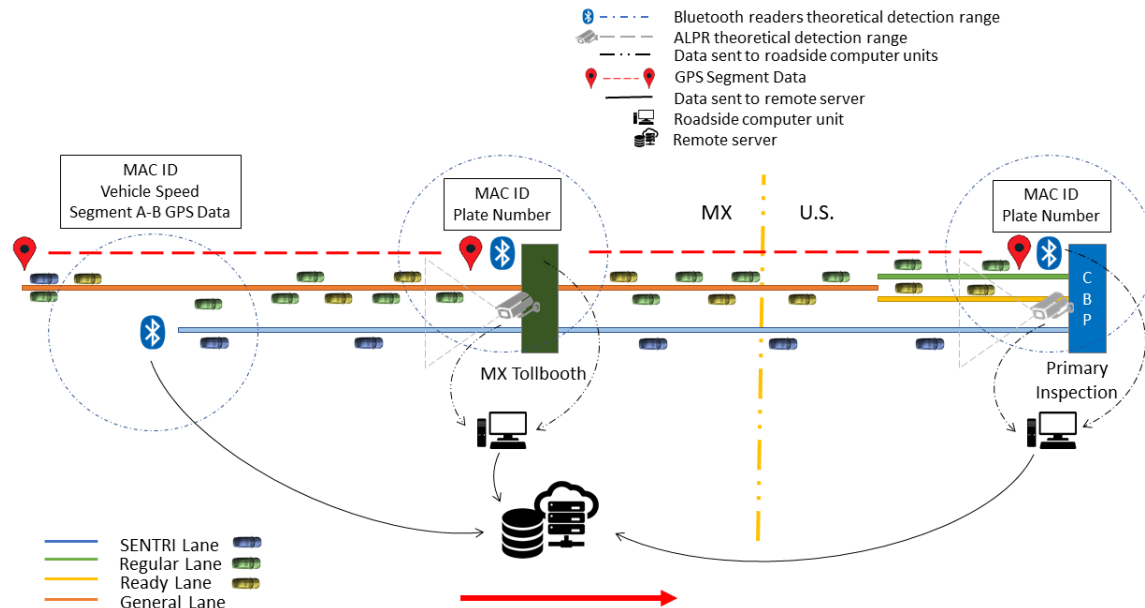 Bluetooth readers theoretical detection range
ALPR theoretical detection range
Data sent to roadside computer units
GPS Segment Data
Data sent to remote server
Roadside computer unit
Remote server
MAC ID
Vehicle Speed
Segment A-B GPS Data
MAC ID
Plate Number
MX
U.S.
MAC ID
Plate Number
C
B
P
MX Tollbooth
Primary
Inspection
SENTRI Lane
Regular Lane
Ready Lane
General Lane